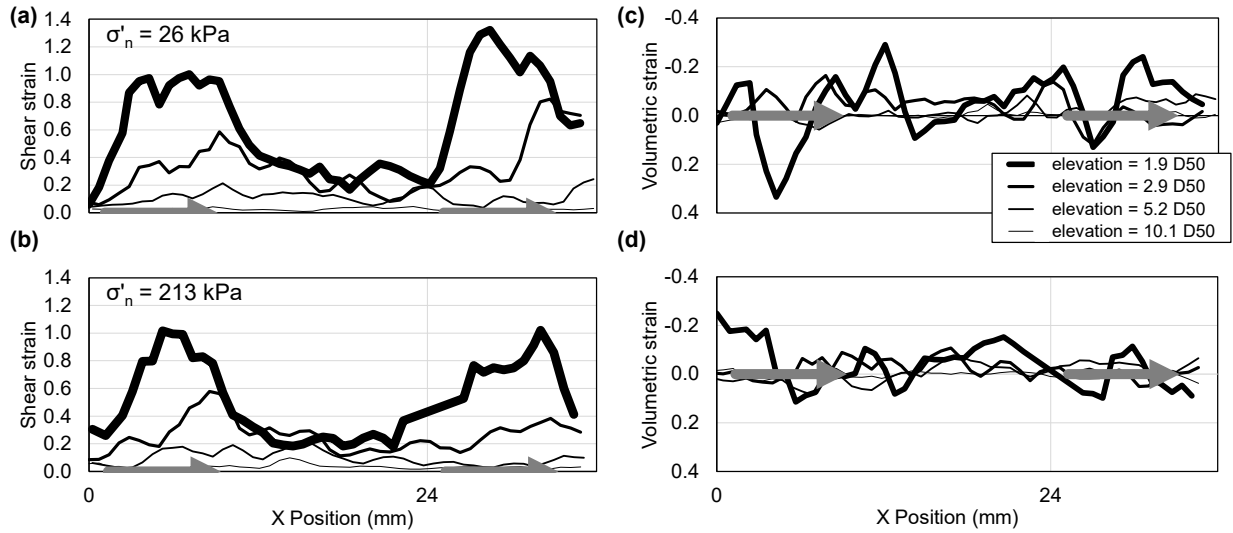 (a)
1.4
1.2
1.0
0.8
0.6
0.4
0.2
0.0
Shear strain
σ'n = 26 kPa
(b)
1.4
1.2
1.0
0.8
0.6
0.4
0.2
0.0
Shear strain
σ'n = 213 kPa
0
24
X Position (mm)
(c)
-0.4
-0.2
0.0
0.2
0.4
Volumetric strain
elevation = 1.9 D50
elevation = 2.9 D50
elevation = 5.2 D50
elevation = 10.1 D50
(d)
-0.4
-0.2
0.0
0.2
0.4
Volumetric strain
0
24
X Position (mm)